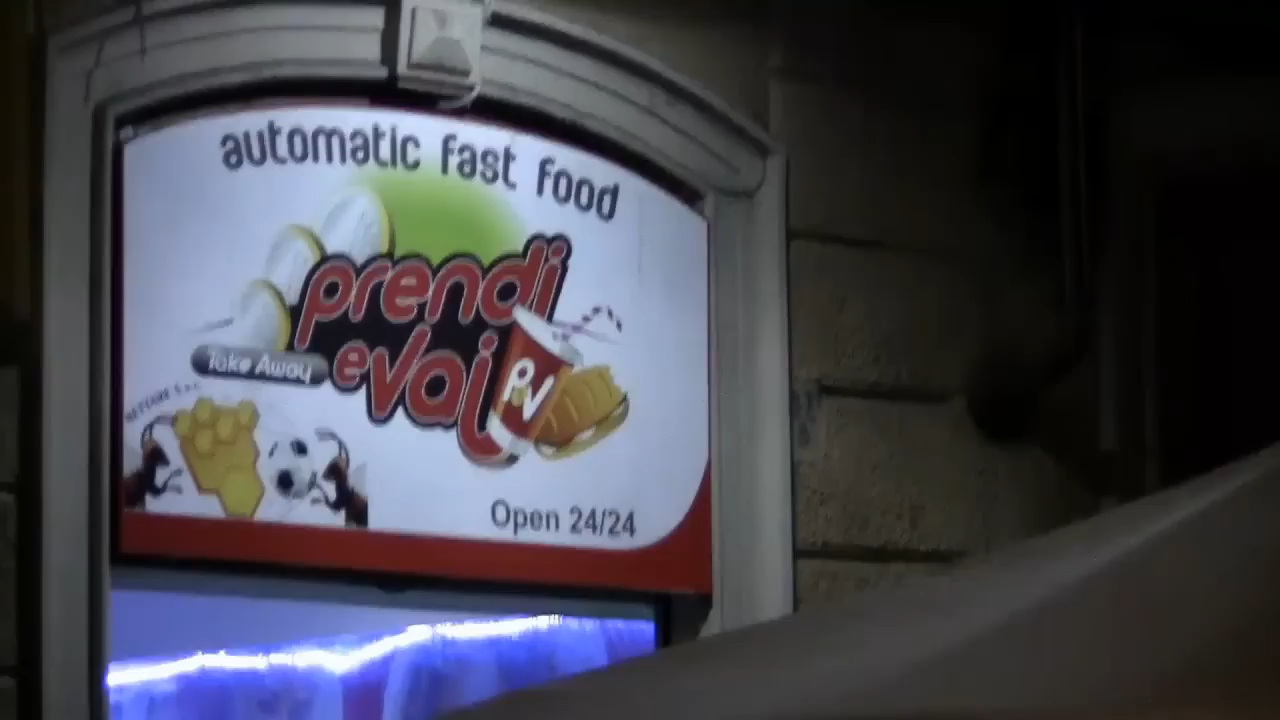 automatic fast food
prendi
e Vai
Take Away
PV
Open 24/24